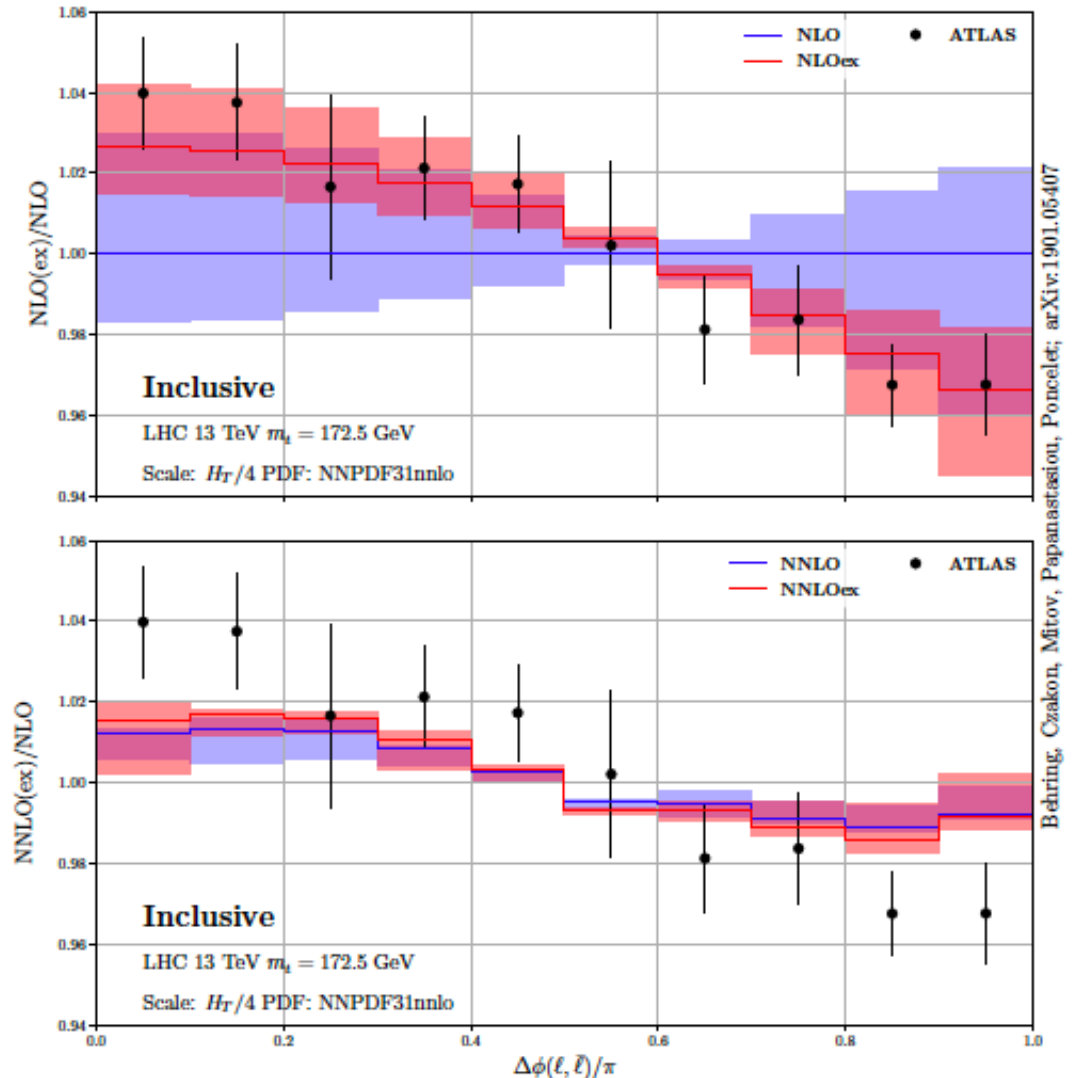 1.06
1.04
1.02
1.00
0.98
0.96
0.94
NLO(ex)/NLO
NLO
NLOex
ATLAS
Inclusive
LHC 13 TeV m_t = 172.5 GeV
Scale: H_T/4 PDF: NNPDF31nnlo
1.06
1.04
1.02
1.00
0.98
0.96
0.94
NNLO(ex)/NLO
NNLO
NNLOex
ATLAS
Inclusive
LHC 13 TeV m_t = 172.5 GeV
Scale: H_T/4 PDF: NNPDF31nnlo
0.0 0.2 0.4 0.6 0.8 1.0
Δϕ(ℓ, ℓ̄)/π
Behring, Czakon, Mitov, Papanastasiou, Poncelet; arXiv:1901.05407